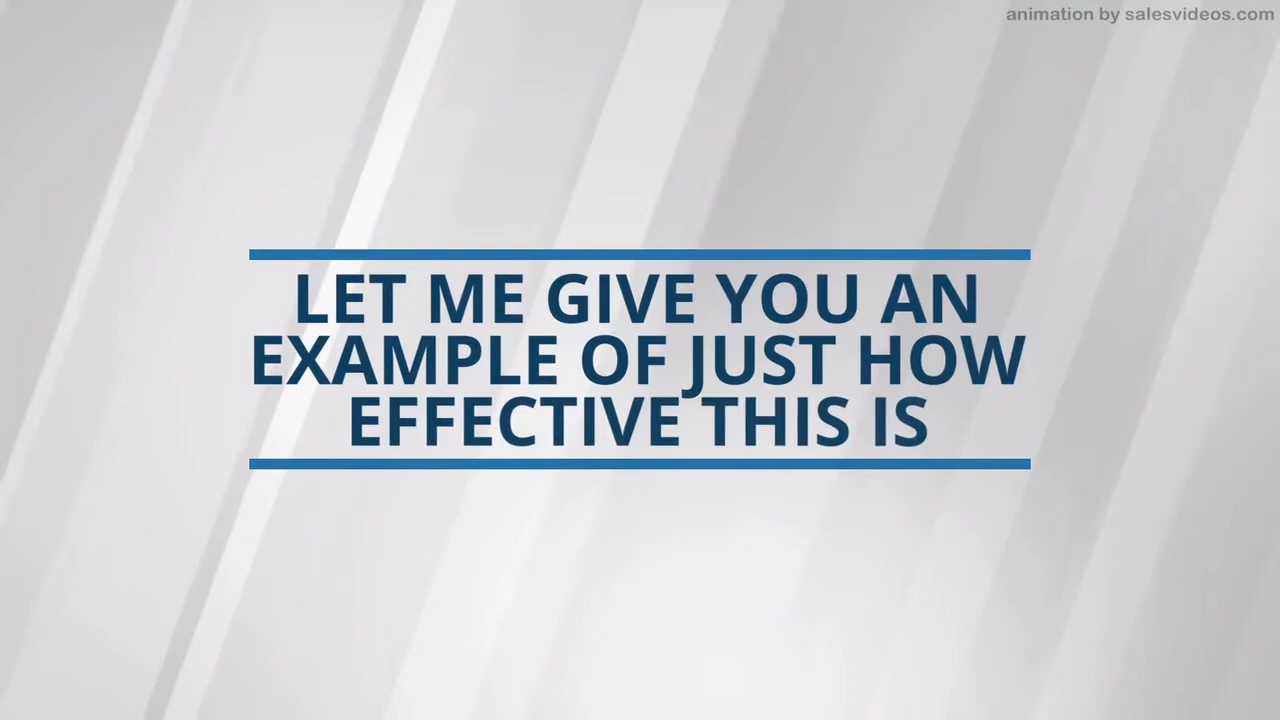 animation by salesvideos.com
LET ME GIVE YOU AN
EXAMPLE OF JUST HOW
EFFECTIVE THIS IS